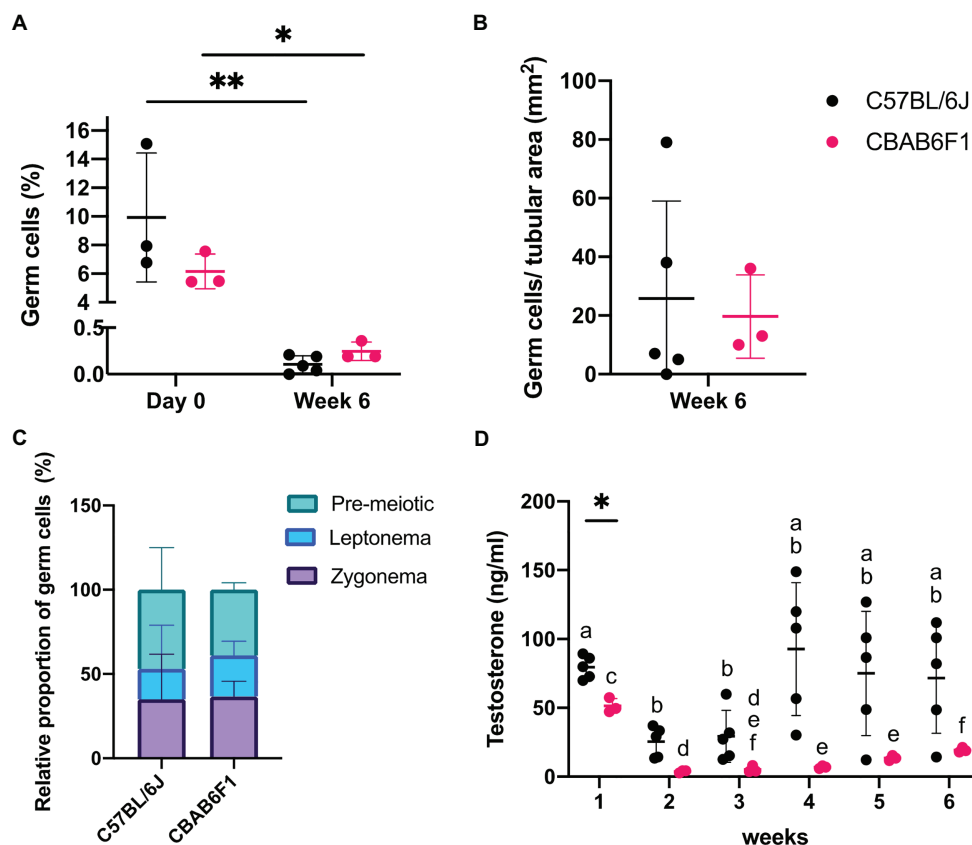 A
*
**
Germ cells (%)
16
14
12
10
8
6
4
0.5
0.0
Day 0
Week 6
B
Germ cells/ tubular area (mm²)
100
80
60
40
20
0
Week 6
C57BL/6J
CBAB6F1
C
Relative proportion of germ cells (%)
150
100
50
0
C57BL/6J
CBAB6F1
Pre-meiotic
Leptonema
Zygonema
D
Testosterone (ng/ml)
200
150
100
50
0
*
a
c
b
d
b
d
e
f
a
b
e
a
b
e
a
b
f
1
2
3
4
5
6
weeks